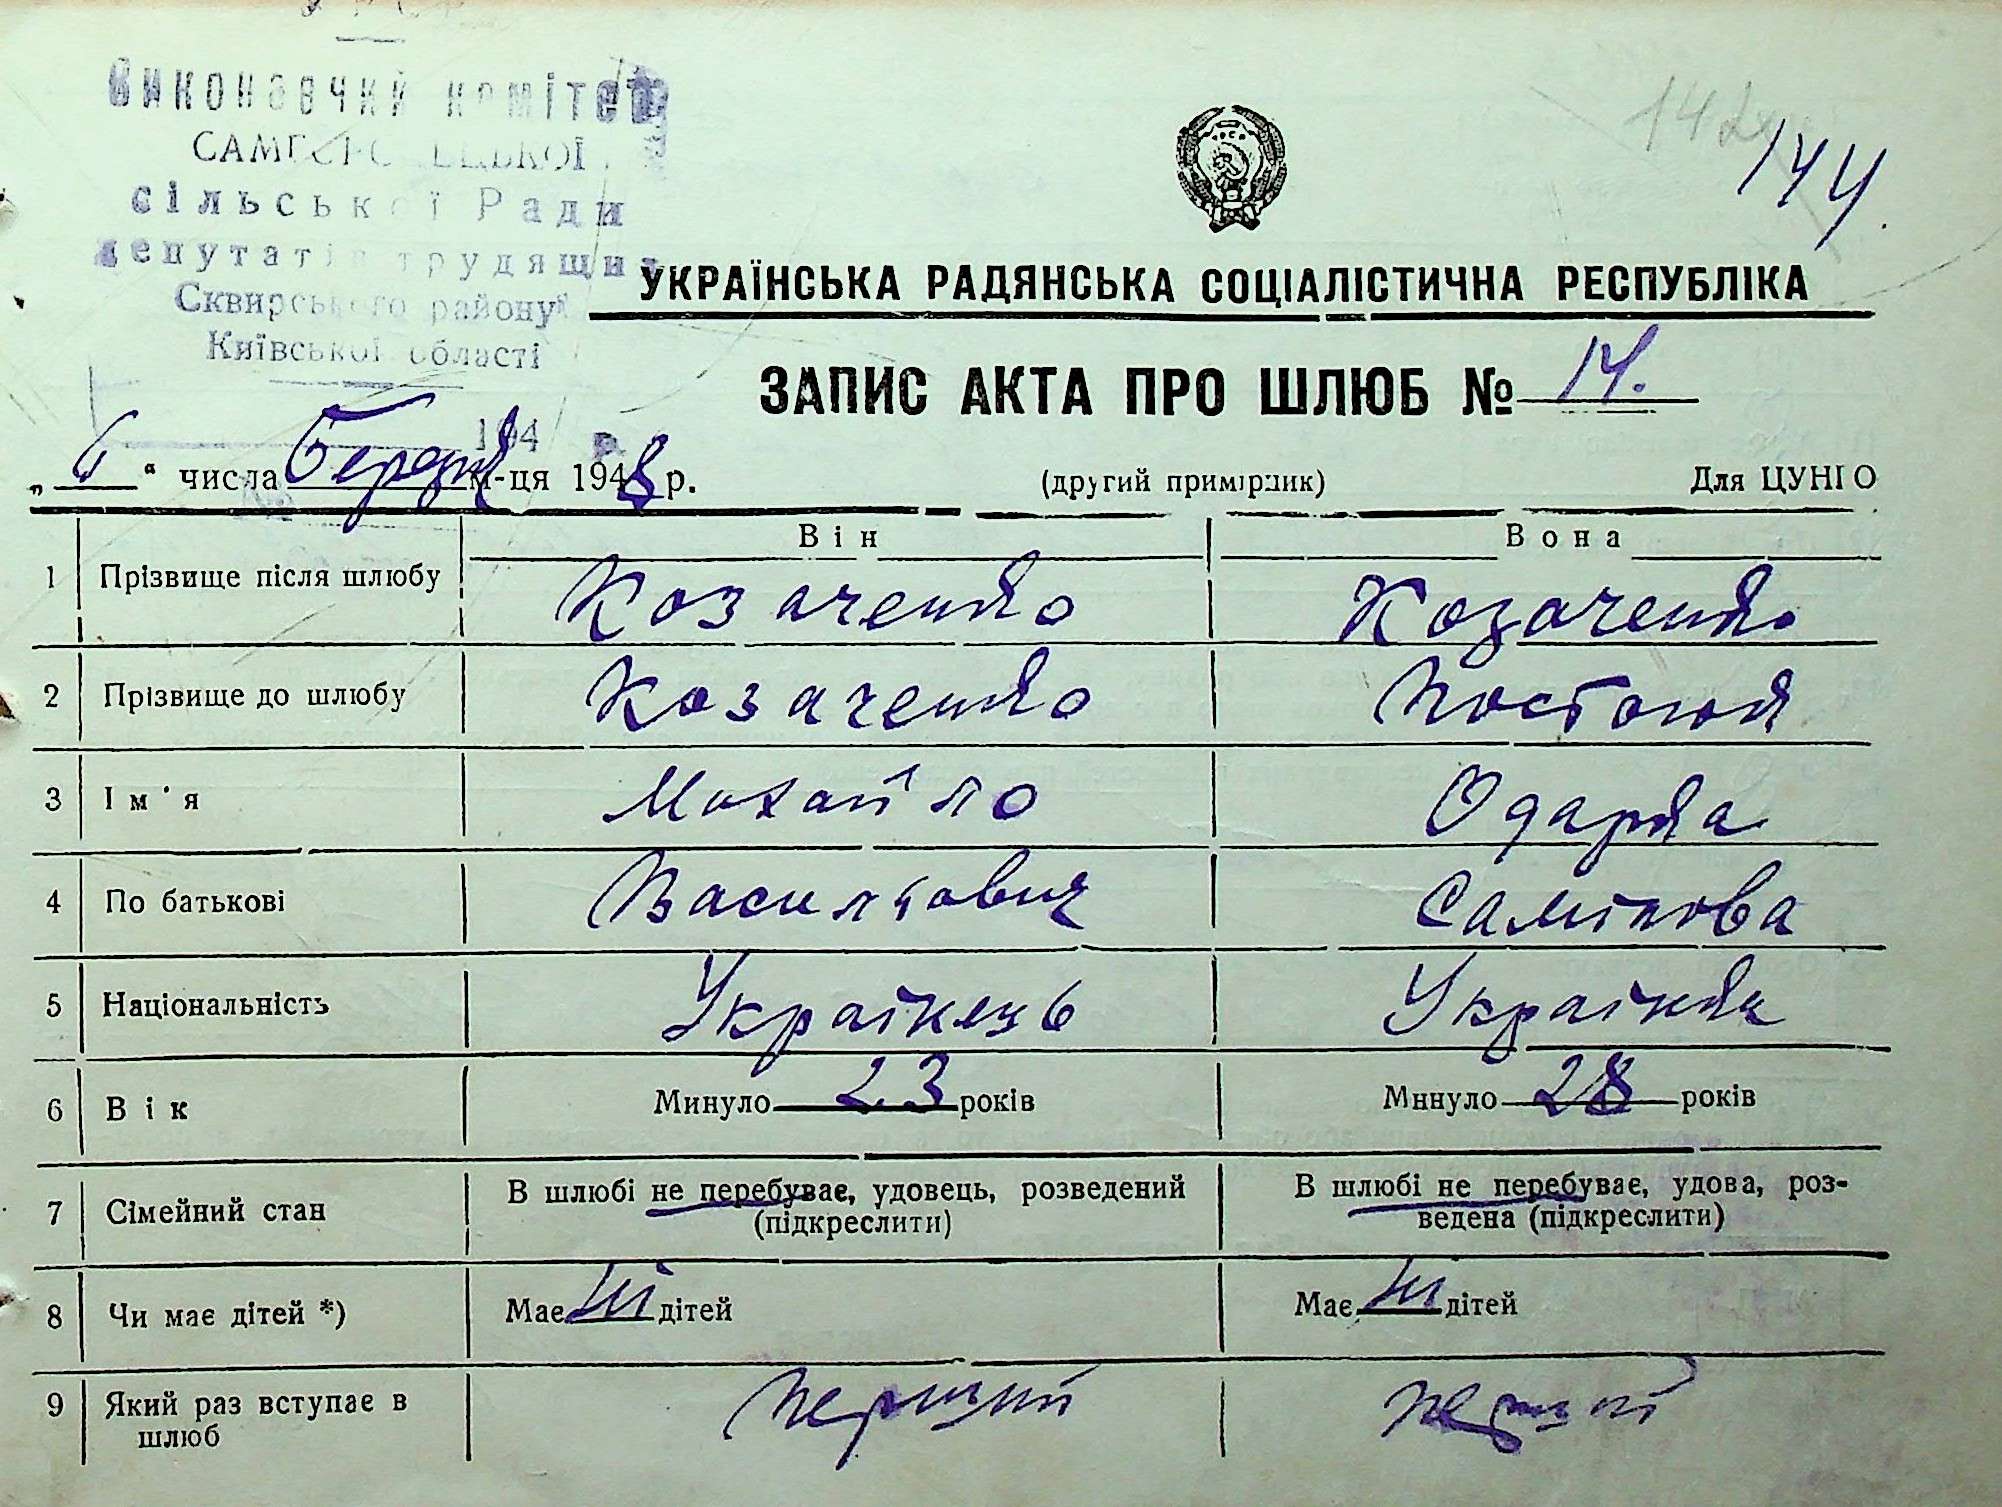 Виконавчий комітет
САМГОРОДЕЦЬКОЇ
сільської Ради
депутатів трудящих
Сквирського району
Київської області
194 р.
144.
УКРАЇНСЬКА РАДЯНСЬКА СОЦІАЛІСТИЧНА РЕСПУБЛІКА
ЗАПИС АКТА ПРО ШЛЮБ № 14.
„6“ числа Березня м-ця 1948 р. (другий примірник) Для ЦУНГО
Він Вона
1 Прізвище після шлюбу Козаченко Козаченко
2 Прізвище до шлюбу Козаченко
3 Ім'я Михайло Одарка
4 По батькові Васильович
5 Національність Українець Українка
6 Вік Минуло 23 років Минуло 28 років
7 Сімейний стан В шлюбі не перебуває, удовець, розведений В шлюбі не перебуває, удова, роз-
(підкреслити) ведена (підкреслити)
8 Чи має дітей *) Має ні дітей Має ні дітей
9 Який раз вступає в Перший Перший
шлюб